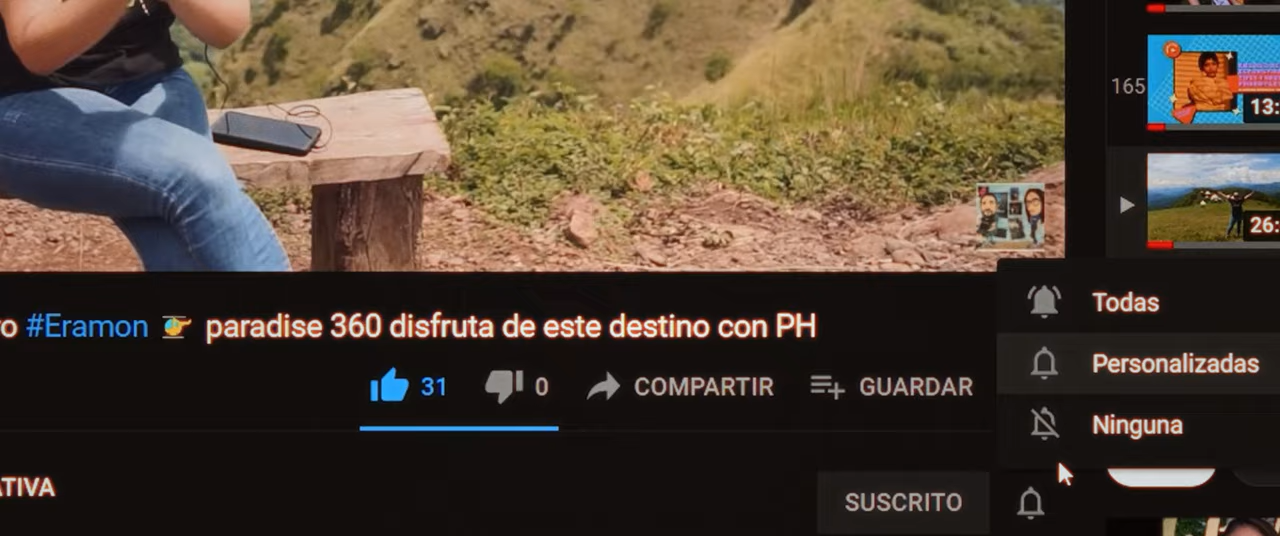 165
13:
26:
Todas
ro #Eramon paradise 360 disfruta de este destino con PH
Personalizadas
31 0 COMPARTIR GUARDAR
Ninguna
ATIVA
SUSCRITO